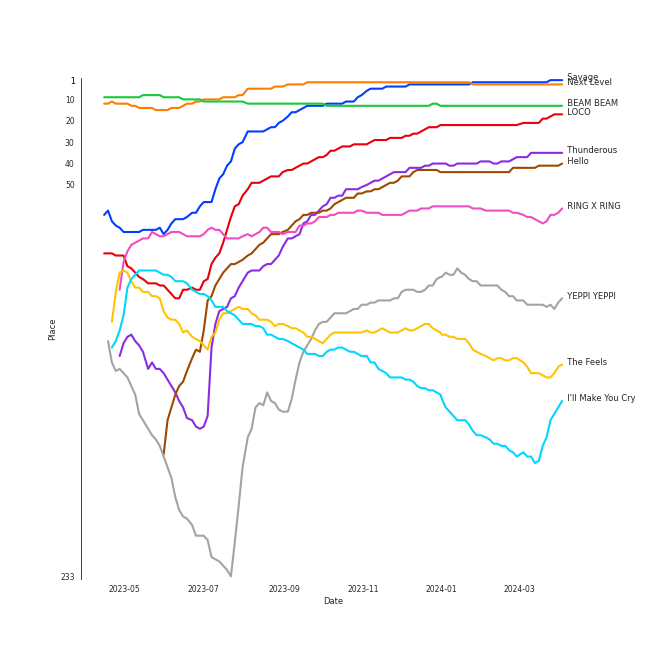 1
10
20
30
40
50
233
Place
2023-05
2023-07
2023-09
2023-11
2024-01
2024-03
Date
Savage
Next Level
BEAM BEAM
LOCO
Thunderous
Hello
RING X RING
YEPPI YEPPI
The Feels
I'll Make You Cry